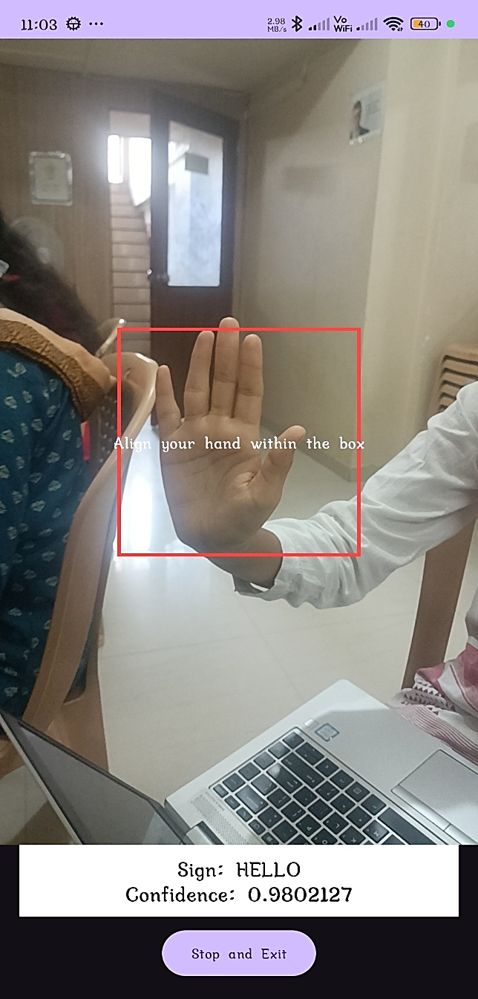 11:03
2.98
MB/s
Vo
WiFi
40
Align your hand within the box
Sign: HELLO
Confidence: 0.9802127
Stop and Exit